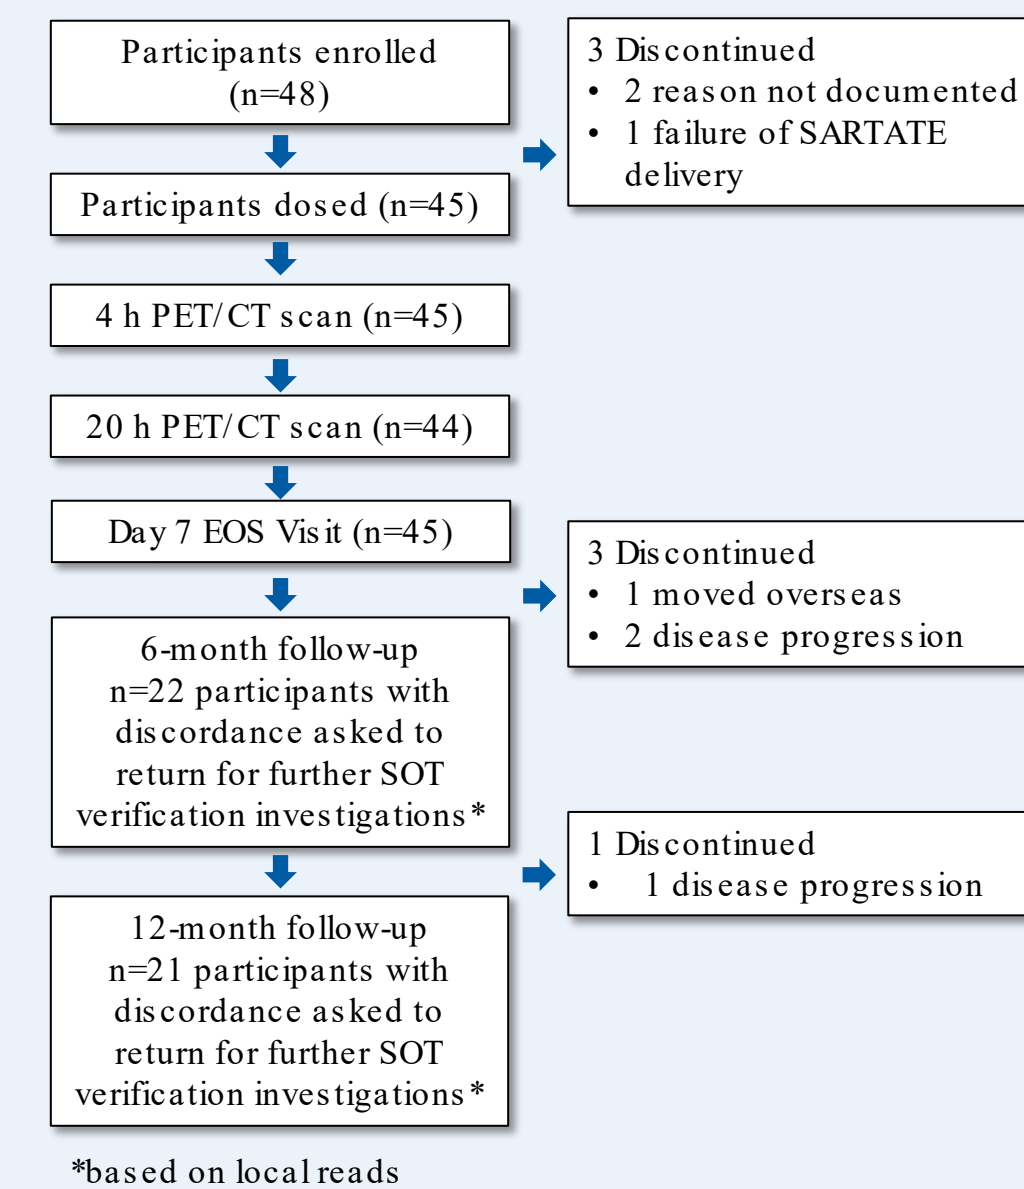 Participants enrolled
(n=48)
3 Discontinued
• 2 reason not documented
• 1 failure of SARTATE
delivery
Participants dosed (n=45)
4 h PET/CT scan (n=45)
20 h PET/CT scan (n=44)
Day 7 EOS Visit (n=45)
3 Discontinued
• 1 moved overseas
• 2 disease progression
6-month follow-up
n=22 participants with
discordance asked to
return for further SOT
verification investigations*
1 Discontinued
• 1 disease progression
12-month follow-up
n=21 participants with
discordance asked to
return for further SOT
verification investigations*
*based on local reads